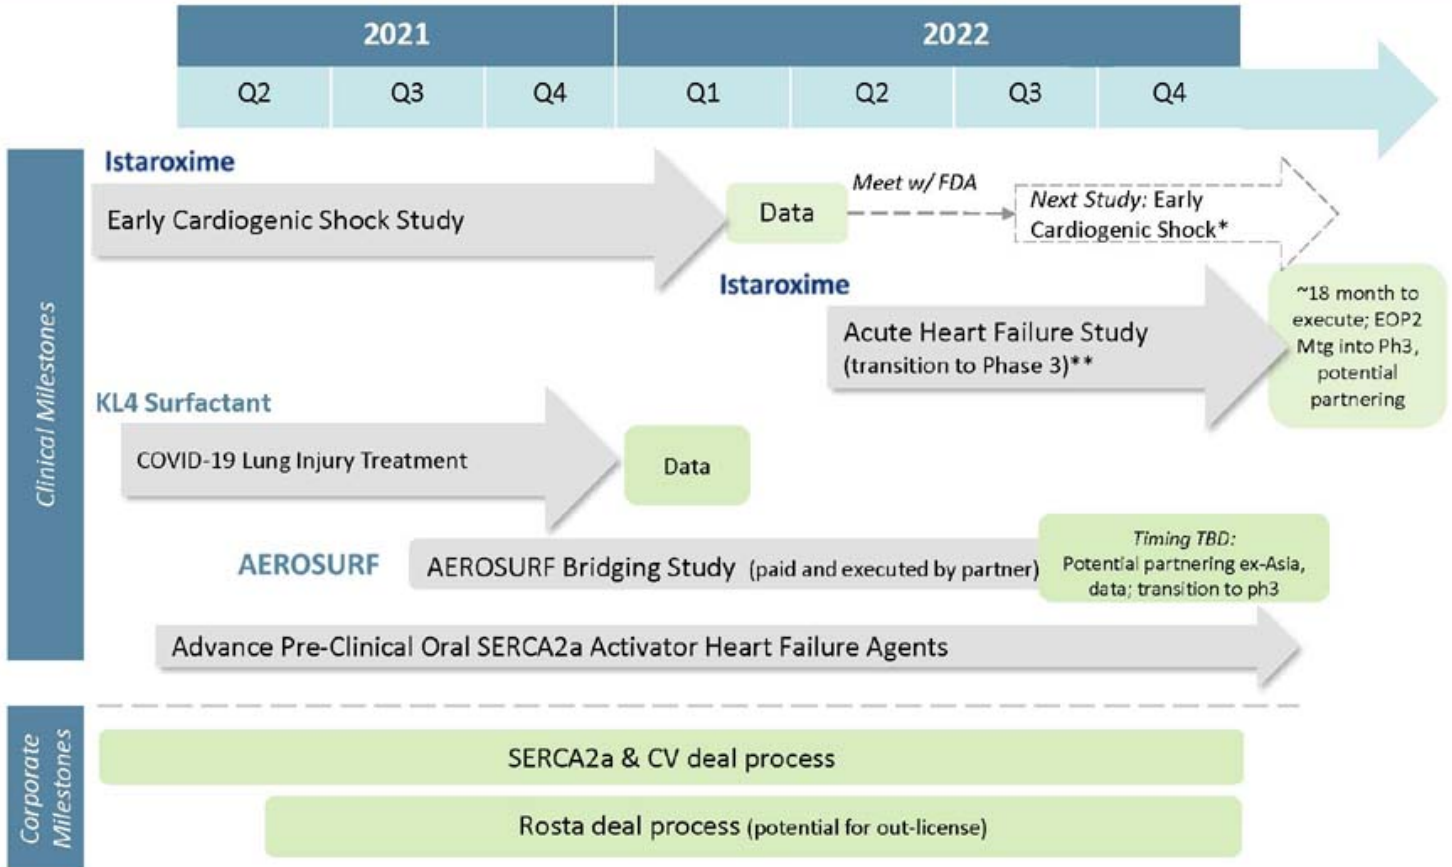 2021
2022
Q2
Q3
Q4
Q1
Q2
Q3
Q4
Clinical Milestones
Istaroxime
Early Cardiogenic Shock Study
Data
Meet w/ FDA
Next Study: Early
Cardiogenic Shock*
Istaroxime
Acute Heart Failure Study
(transition to Phase 3)**
~18 month to
execute; EOP2
Mtg into Ph3,
potential
partnering
KL4 Surfactant
COVID-19 Lung Injury Treatment
Data
AEROSURF
AEROSURF Bridging Study (paid and executed by partner)
Timing TBD:
Potential partnering ex-Asia,
data; transition to ph3
Advance Pre-Clinical Oral SERCA2a Activator Heart Failure Agents
Corporate
Milestones
SERCA2a & CV deal process
Rosta deal process (potential for out-license)